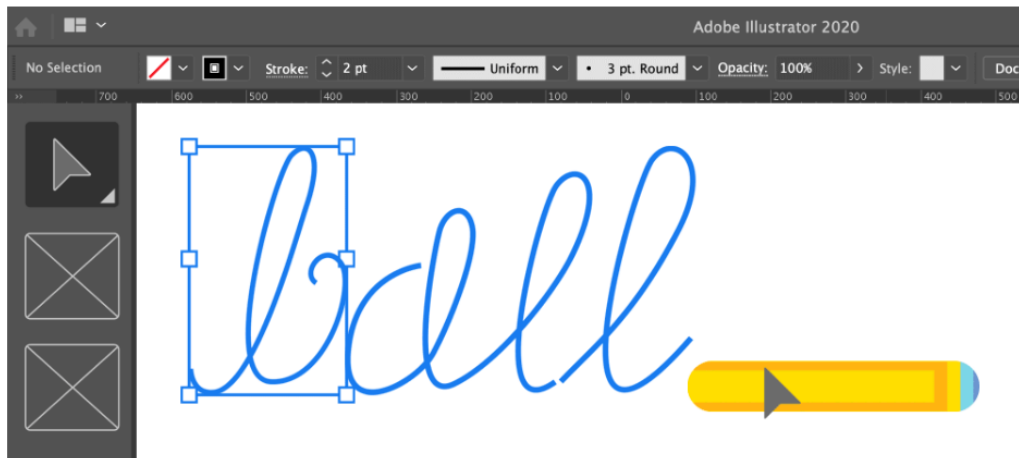 Adobe Illustrator 2020
No Selection Stroke: 2 pt Uniform 3 pt. Round Opacity: 100% Style: Doc
700 600 500 400 300 200 100 0 100 200 300 400 500
ball